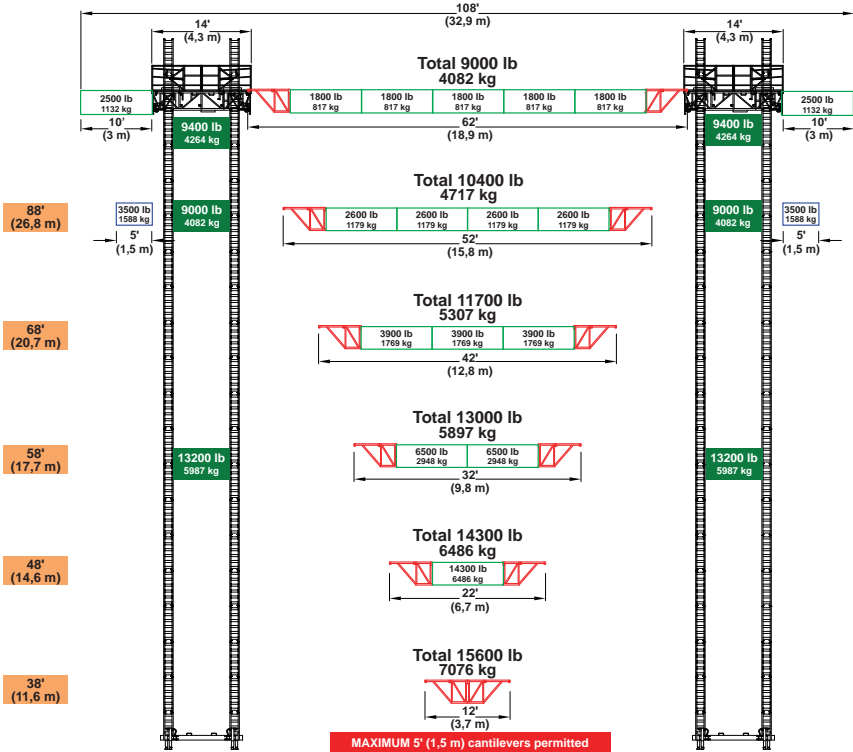 108'
(32,9 m)
14'
(4,3 m)
14'
(4,3 m)
Total 9000 lb
4082 kg
2500 lb
1132 kg
1800 lb
817 kg
1800 lb
817 kg
1800 lb
817 kg
1800 lb
817 kg
1800 lb
817 kg
2500 lb
1132 kg
10'
(3 m)
9400 lb
4264 kg
62'
(18,9 m)
9400 lb
4264 kg
10'
(3 m)
Total 10400 lb
4717 kg
88'
(26,8 m)
3500 lb
1588 kg
9000 lb
4082 kg
2600 lb
1179 kg
2600 lb
1179 kg
2600 lb
1179 kg
2600 lb
1179 kg
9000 lb
4082 kg
3500 lb
1588 kg
5'
(1,5 m)
52'
(15,8 m)
5'
(1,5 m)
Total 11700 lb
5307 kg
68'
(20,7 m)
3900 lb
1769 kg
3900 lb
1769 kg
3900 lb
1769 kg
42'
(12,8 m)
Total 13000 lb
5897 kg
58'
(17,7 m)
13200 lb
5987 kg
6500 lb
2948 kg
6500 lb
2948 kg
13200 lb
5987 kg
32'
(9,8 m)
Total 14300 lb
6486 kg
48'
(14,6 m)
14300 lb
6486 kg
22'
(6,7 m)
Total 15600 lb
7076 kg
38'
(11,6 m)
12'
(3,7 m)
MAXIMUM 5' (1,5 m) cantilevers permitted